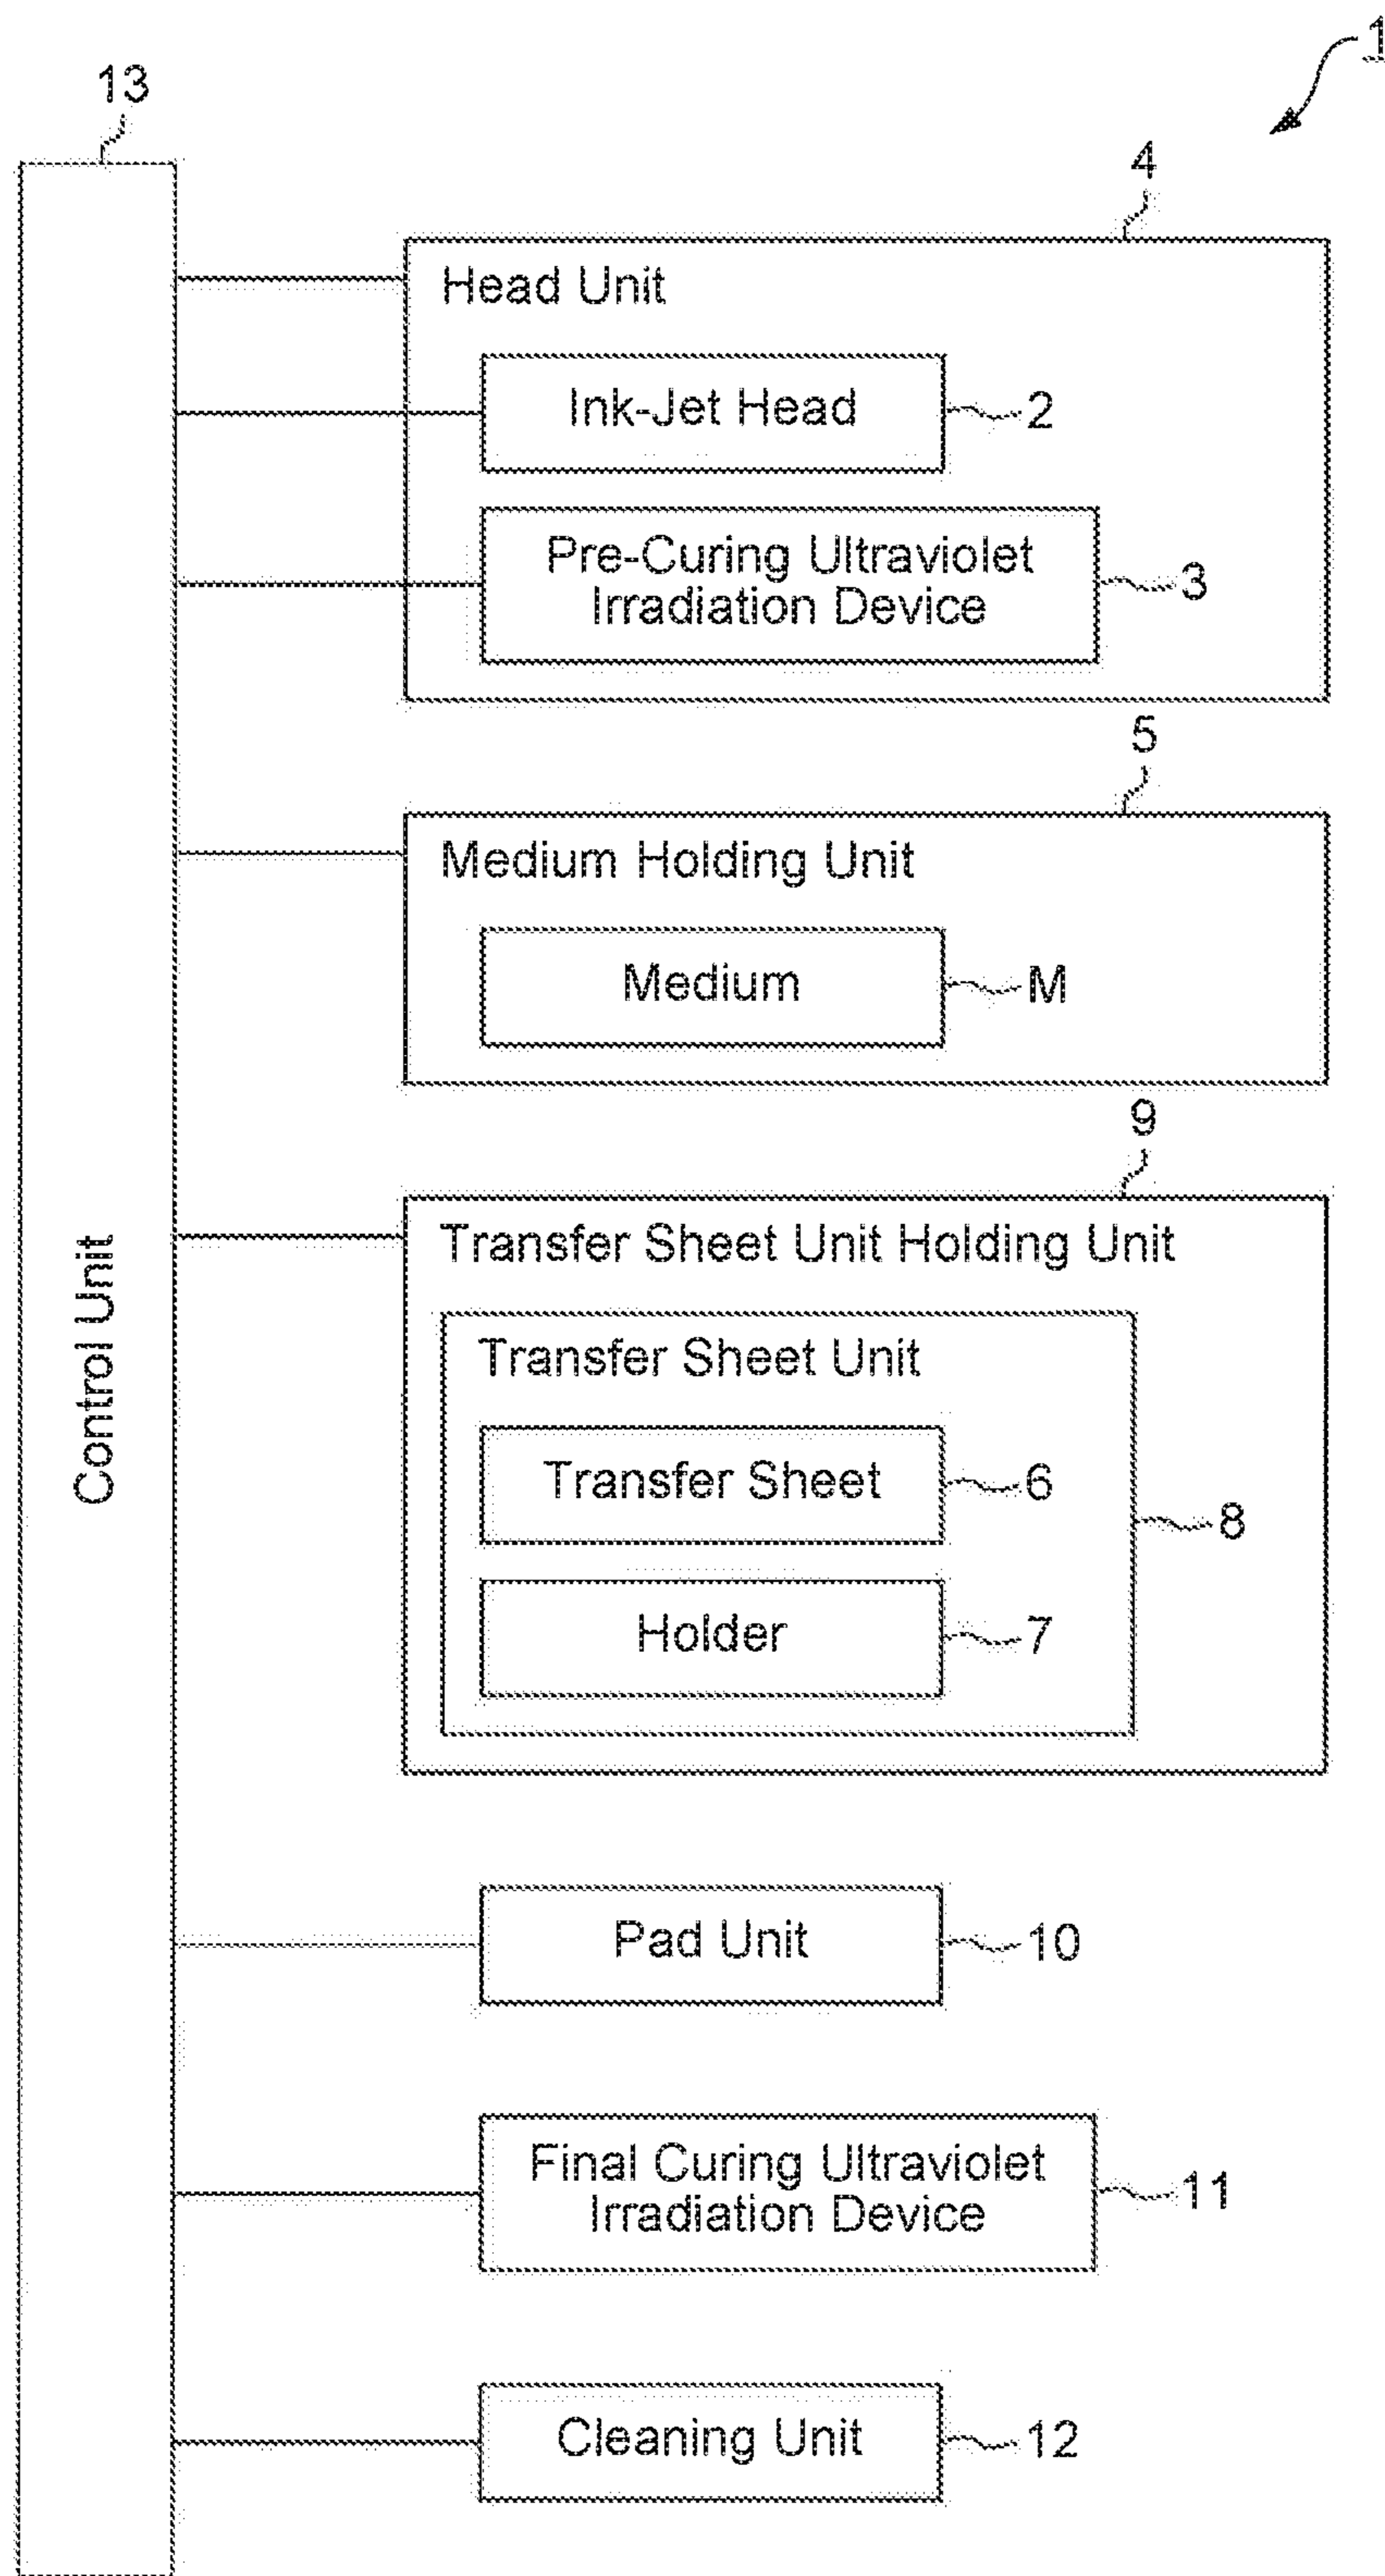 1
13
4
Head Unit
Ink-Jet Head
2
Pre-Curing Ultraviolet
Irradiation Device
3
5
Medium Holding Unit
Medium
M
9
Transfer Sheet Unit Holding Unit
Transfer Sheet Unit
Transfer Sheet
6
8
Holder
7
Control Unit
Pad Unit
10
Final Curing Ultraviolet
Irradiation Device
11
Cleaning Unit
12